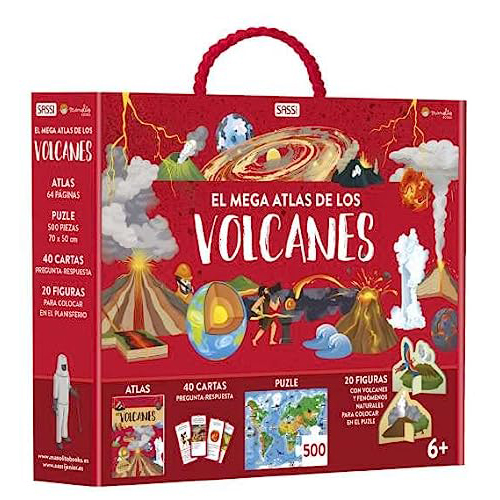 SASSI
manolito
BOOKS
EL MEGA ATLAS DE LOS
VOLCANES
ATLAS
64 PÁGINAS
PUZLE
500 PIEZAS
70 x 50 cm
40 CARTAS
PREGUNTA-RESPUESTA
20 FIGURAS
PARA COLOCAR
EN EL PLANISFERIO
www.manolitobooks.es
www.sassijunior.es
SASSI
manolito
EL MEGA ATLAS DE LOS
VOLCANES
ATLAS
VOLCANES
40 CARTAS
PREGUNTA-RESPUESTA
PUZLE
500
20 FIGURAS
CON VOLCANES
Y FENÓMENOS
NATURALES
PARA COLOCAR
EN EL PUZLE
6+